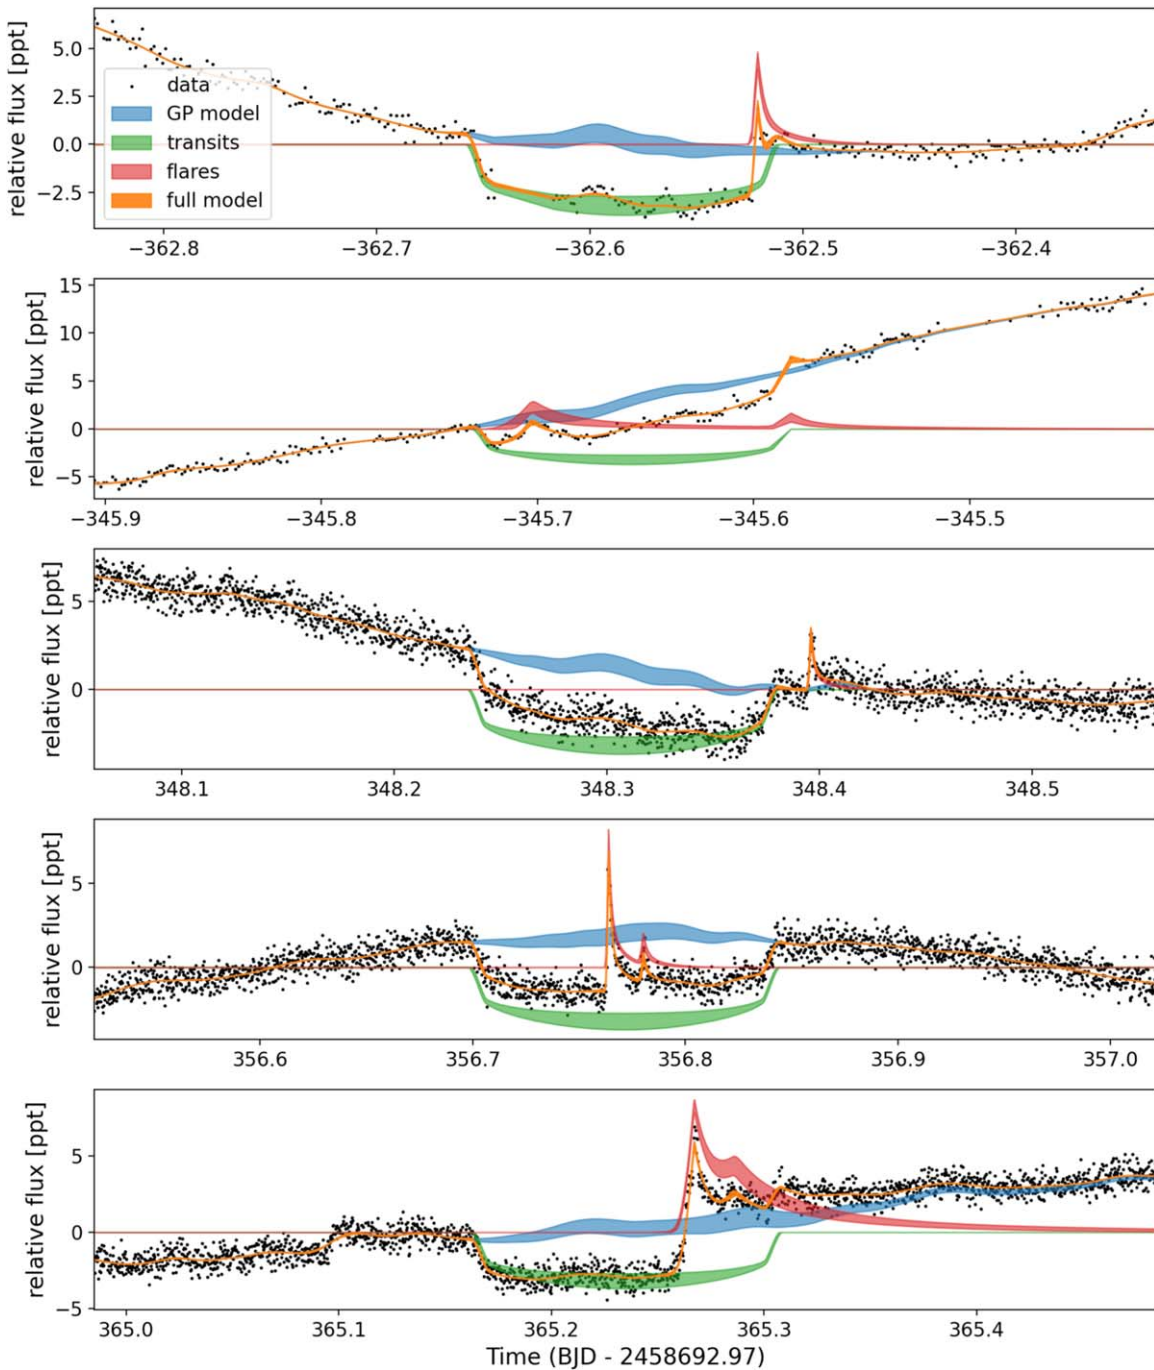 relative flux [ppt]
5.0
2.5
0.0
−2.5
data
GP model
transits
flares
full model
−362.8 −362.7 −362.6 −362.5 −362.4
relative flux [ppt]
15
10
5
0
−5
−345.9 −345.8 −345.7 −345.6 −345.5
relative flux [ppt]
5
0
348.1 348.2 348.3 348.4 348.5
relative flux [ppt]
5
0
356.6 356.7 356.8 356.9 357.0
relative flux [ppt]
5
0
−5
365.0 365.1 365.2 365.3 365.4
Time (BJD - 2458692.97)